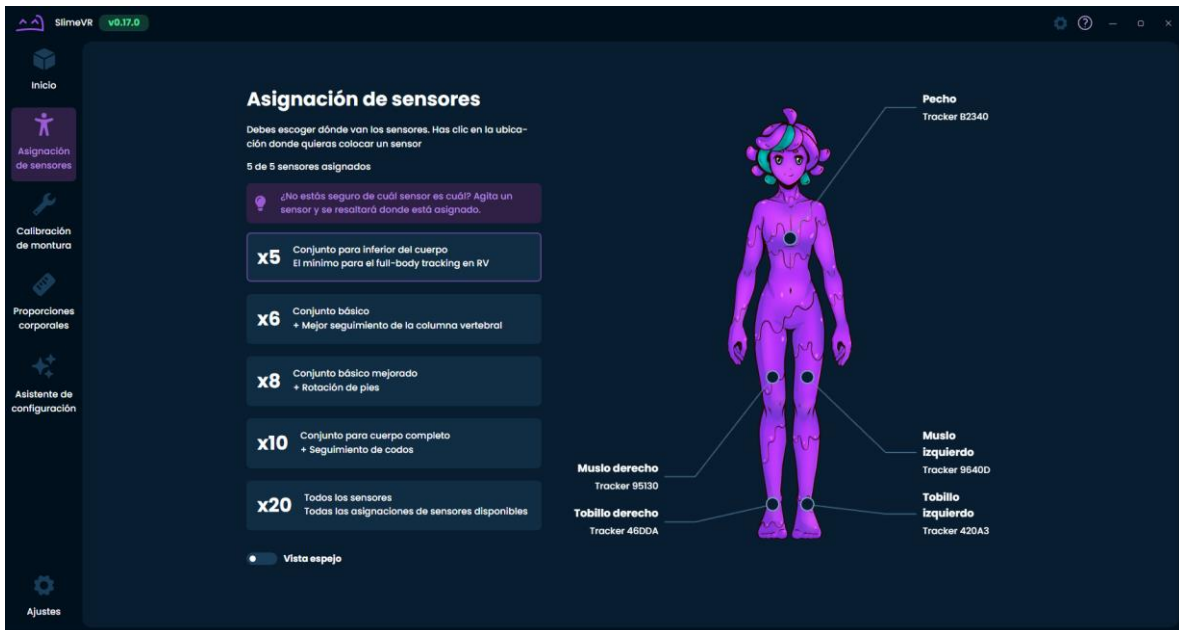 SlimeVR v0.17.0
Inicio
Asignación
de sensores
Calibración
de montura
Proporciones
corporales
Asistente de
configuración
Ajustes
Asignación de sensores
Debes escoger dónde van los sensores. Has clic en la ubica-
ción donde quieras colocar un sensor
5 de 5 sensores asignados
¿No estás seguro de cuál sensor es cuál? Agita un
sensor y se resaltará donde está asignado.
x5 Conjunto para inferior del cuerpo
El mínimo para el full-body tracking en RV
x6 Conjunto básico
+ Mejor seguimiento de la columna vertebral
x8 Conjunto básico mejorado
+ Rotación de pies
x10 Conjunto para cuerpo completo
+ Seguimiento de codos
x20 Todos los sensores
Todas las asignaciones de sensores disponibles
Vista espejo
Pecho
Tracker B2340
Muslo derecho
Tracker 95130
Tobillo derecho
Tracker 46DDA
Muslo
izquierdo
Tracker 9640D
Tobillo
izquierdo
Tracker 420A3